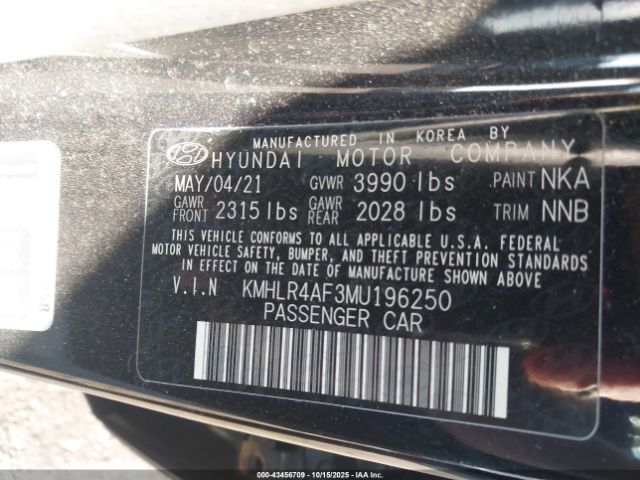 MANUFACTURED IN KOREA BY
HYUNDAI MOTOR COMPANY
MAY/04/21 GVWR 3990 lbs PAINT NKA
GAWR FRONT 2315 lbs GAWR REAR 2028 lbs TRIM NNB
THIS VEHICLE CONFORMS TO ALL APPLICABLE U.S.A. FEDERAL
MOTOR VEHICLE SAFETY, BUMPER, AND THEFT PREVENTION STANDARDS
IN EFFECT ON THE DATE OF MANUFACTURE SHOWN ABOVE
V.I.N KMHLR4AF3MU196250
PASSENGER CAR
000-43456709 - 10/15/2025 - IAAI.COM